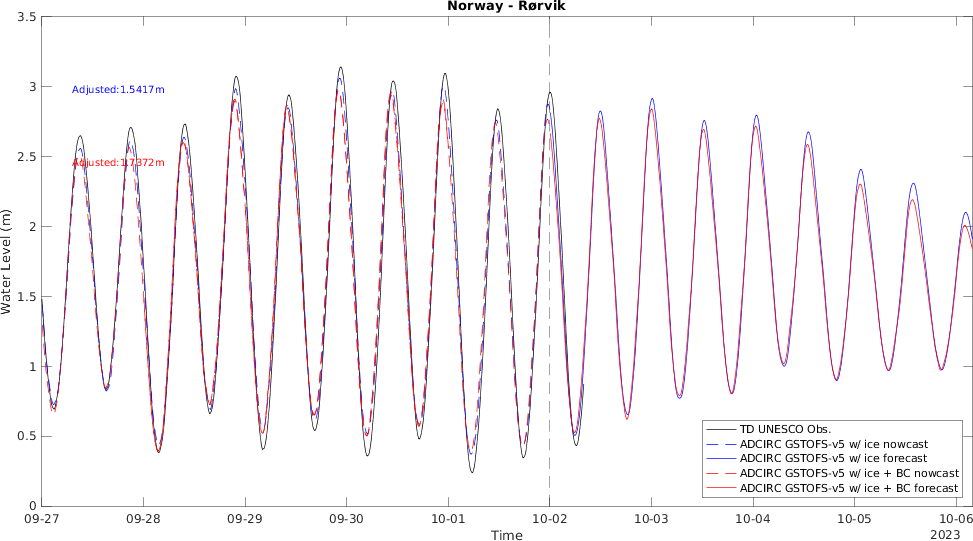 Norway - Rørvik
3.5
3
2.5
2
1.5
1
0.5
0
Water Level (m)
Adjusted:1.5417m
Adjusted:1.7372m
TD UNESCO Obs.
ADCIRC GSTOFS-v5 w/ ice nowcast
ADCIRC GSTOFS-v5 w/ ice forecast
ADCIRC GSTOFS-v5 w/ ice + BC nowcast
ADCIRC GSTOFS-v5 w/ ice + BC forecast
09-27 09-28 09-29 09-30 10-01 10-02 10-03 10-04 10-05 10-06
Time
2023